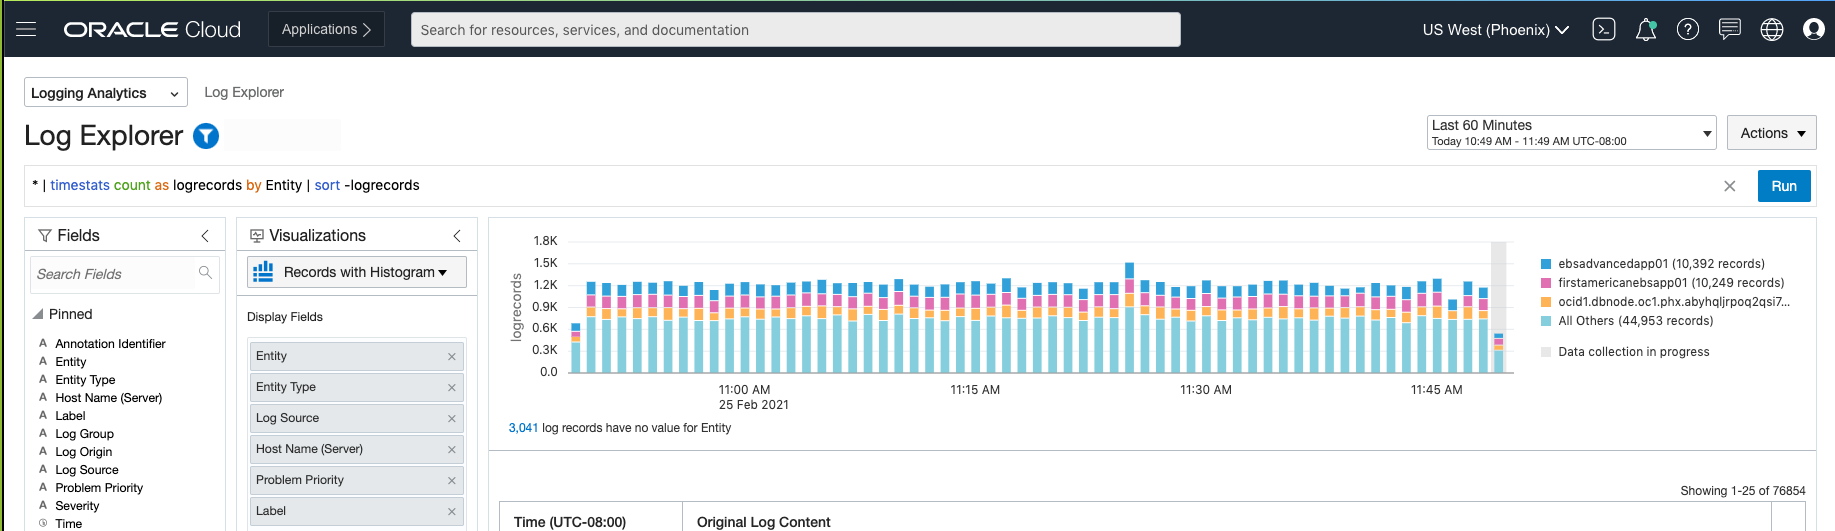 ORACLE Cloud
Applications
Search for resources, services, and documentation
US West (Phoenix)
Logging Analytics
Log Explorer
Log Explorer
Last 60 Minutes
Today 10:49 AM - 11:49 AM UTC-08:00
Actions
* | timestats count as logrecords by Entity | sort -logrecords
Run
Fields
Search Fields
Pinned
A Annotation Identifier
A Entity
A Entity Type
A Host Name (Server)
A Label
A Log Group
A Log Origin
A Log Source
A Problem Priority
A Severity
Time
Visualizations
Records with Histogram
Display Fields
Entity
Entity Type
Log Source
Host Name (Server)
Problem Priority
Label
logrecords
1.8K
1.5K
1.2K
0.9K
0.6K
0.3K
0.0
11:00 AM
25 Feb 2021
11:15 AM
11:30 AM
11:45 AM
ebsadvancedapp01 (10,392 records)
firstamericanebsapp01 (10,249 records)
ocid1.dbnode.oc1.phx.abyhqljrpoq2qsi7...
All Others (44,953 records)
Data collection in progress
3,041 log records have no value for Entity
Showing 1-25 of 76854
Time (UTC-08:00)
Original Log Content